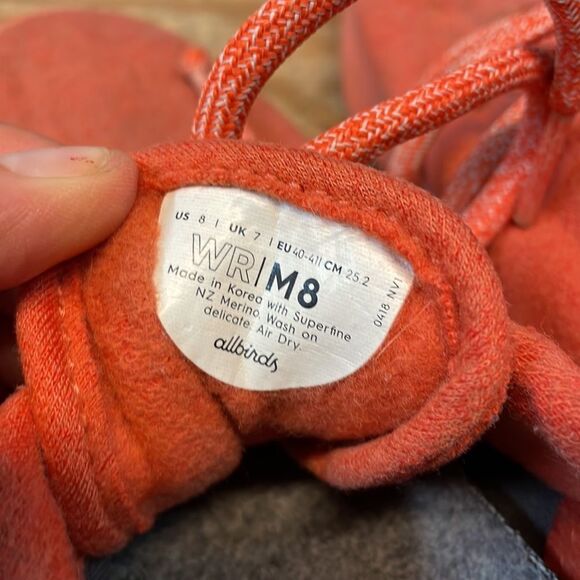 US 8 | UK 7 | EU 40-41 | CM 25.2
WR|M8
Made in Korea with Superfine
NZ Merino. Wash on
delicate. Air Dry.
allbirds
0418 NV1